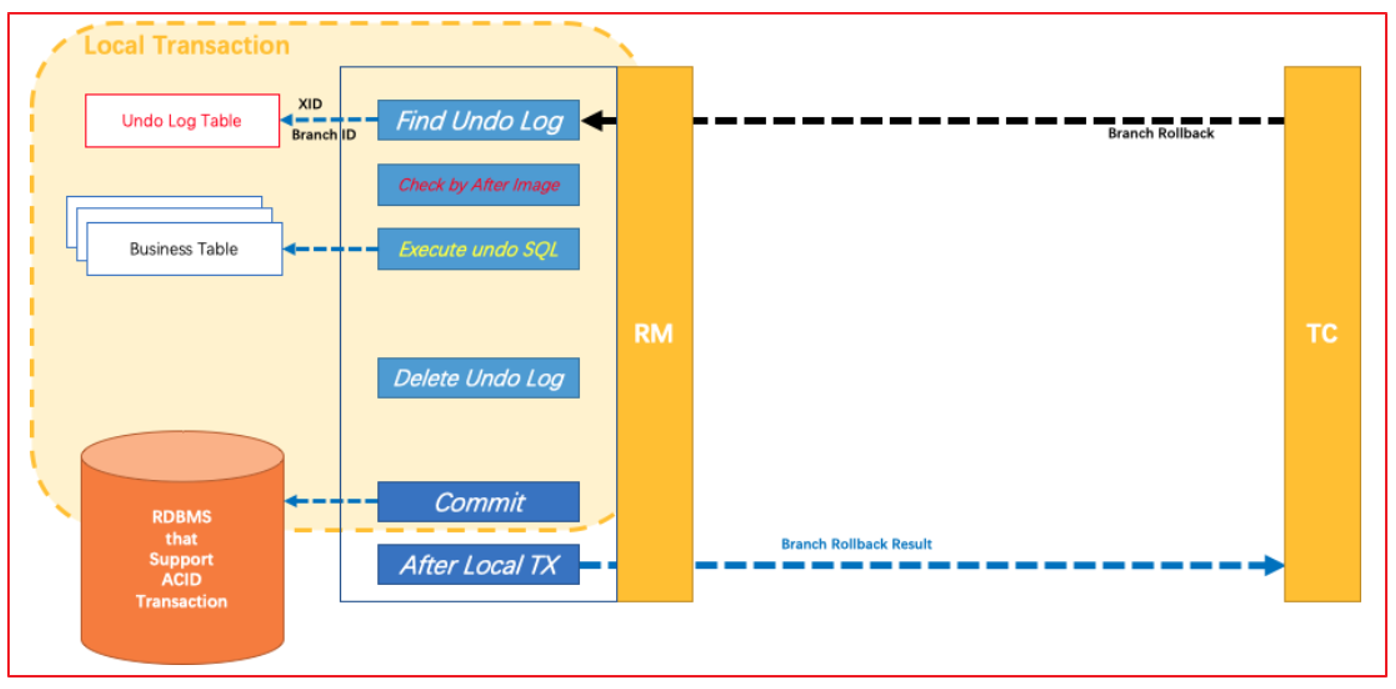 Local Transaction
Undo Log Table
XID
Branch ID
Find Undo Log
Branch Rollback
Check by After Image
Business Table
Execute undo SQL
RM
TC
Delete Undo Log
Commit
RDBMS
that
Support
ACID
Transaction
After Local TX
Branch Rollback Result